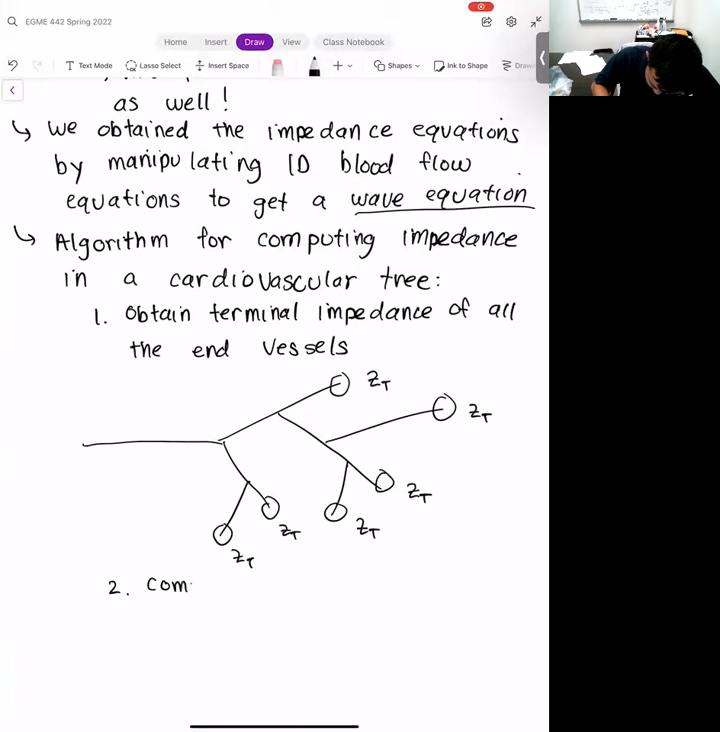 EGME 442 Spring 2022
Home Insert Draw View Class Notebook
Text Mode Lasso Select Insert Space Shapes Ink to Shape Draw
as well!
↳ We obtained the impedance equations
by manipulating 1D blood flow
equations to get a wave equation
↳ Algorithm for computing impedance
in a cardiovascular tree:
1. Obtain terminal impedance of all
the end vessels
Z_T
Z_T
Z_T
Z_T
Z_T
Z_T
2. Com